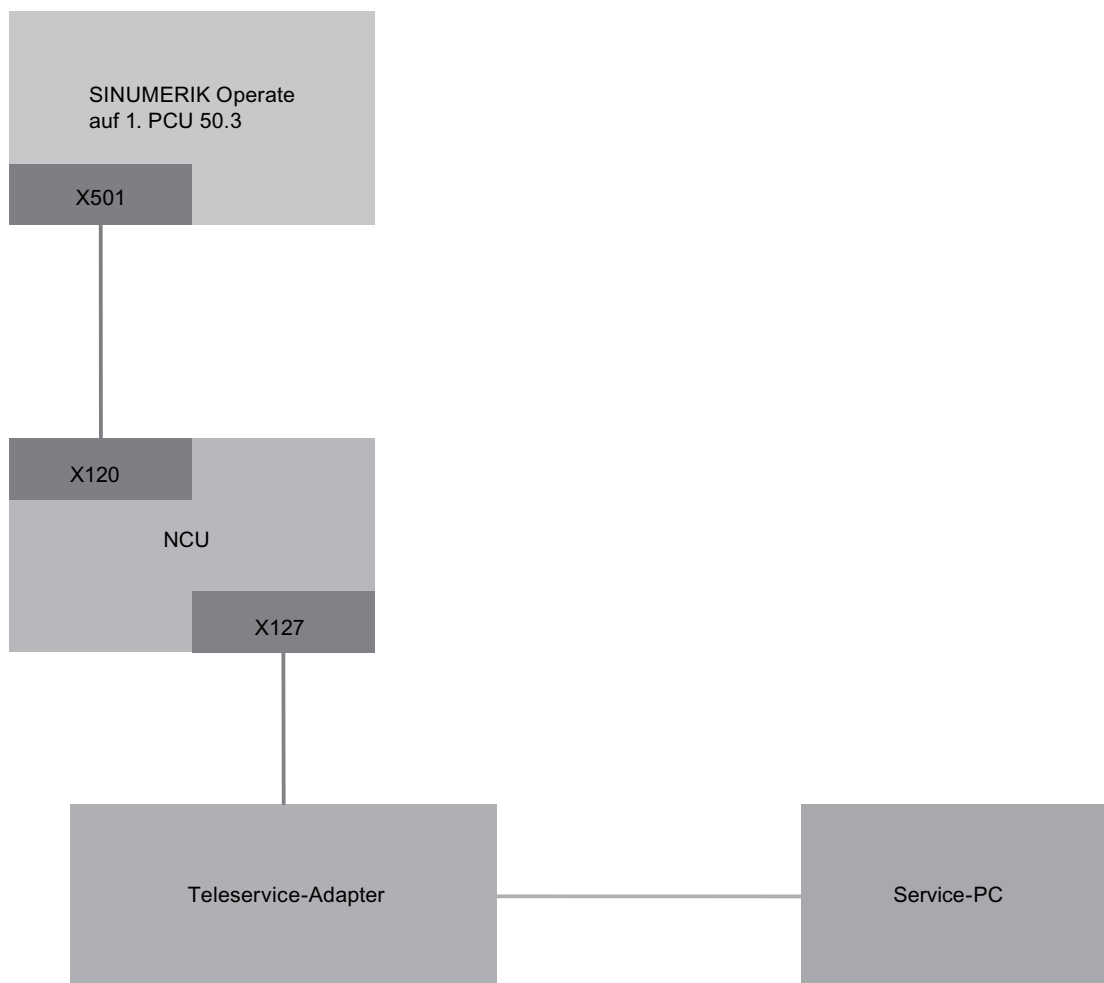 SINUMERIK Operate
auf 1. PCU 50.3
X501
X120
NCU
X127
Teleservice-Adapter
Service-PC